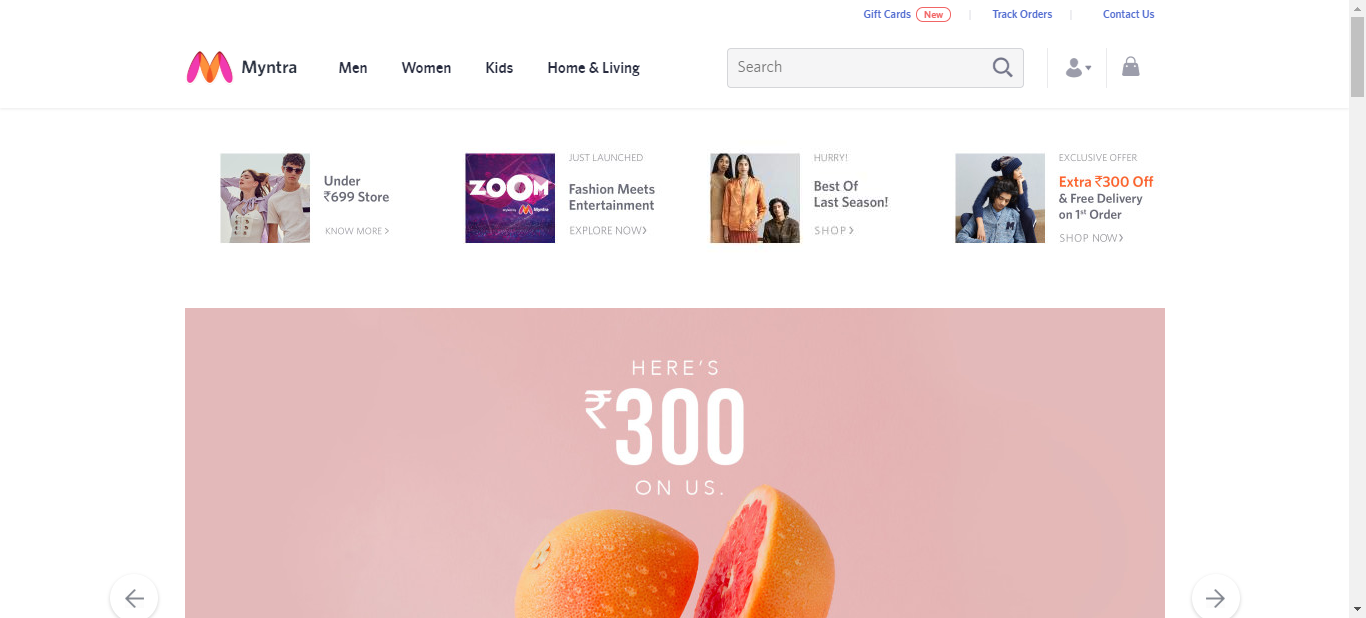 Gift Cards New | Track Orders | Contact Us
Myntra Men Women Kids Home & Living Search
Under
₹699 Store
KNOW MORE >
ZOOM
Myntra
JUST LAUNCHED
Fashion Meets
Entertainment
EXPLORE NOW>
HURRY!
Best Of
Last Season!
SHOP >
M
EXCLUSIVE OFFER
Extra ₹300 Off
& Free Delivery
on 1st Order
SHOP NOW>
HERE'S
₹300
ON US.